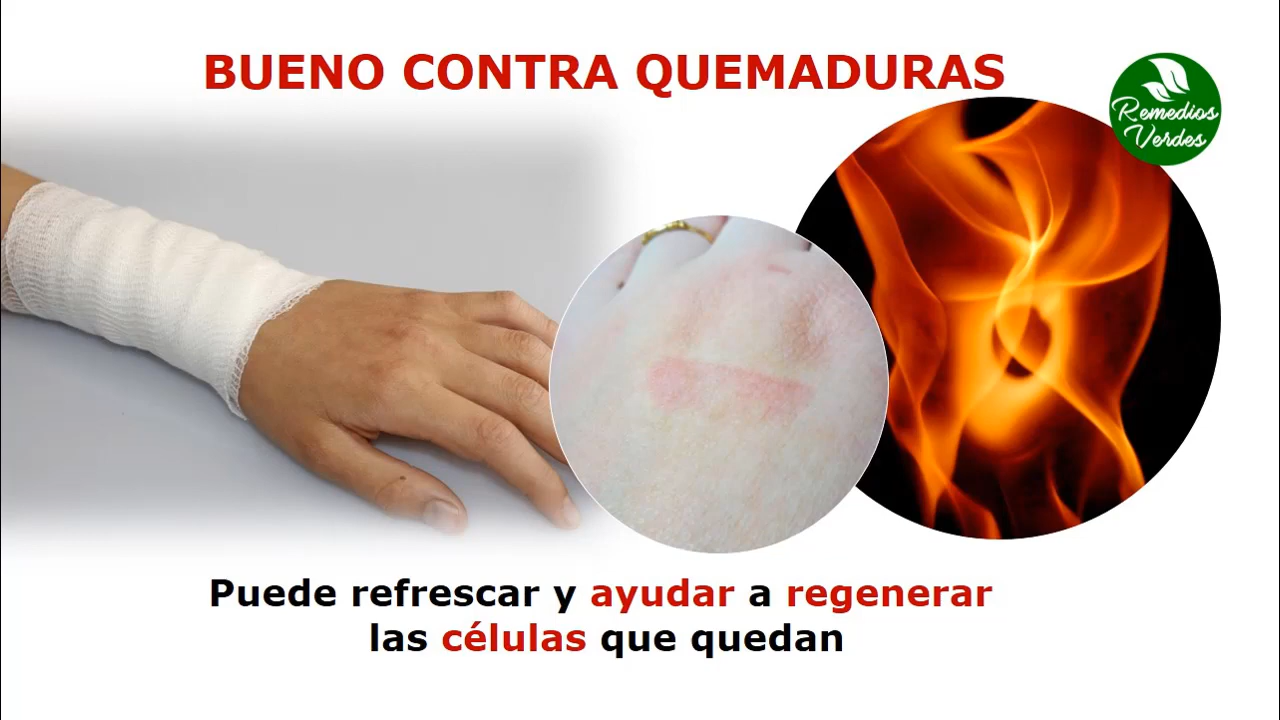 BUENO CONTRA QUEMADURAS
Remedios
Verdes
Puede refrescar y ayudar a regenerar
las células que quedan